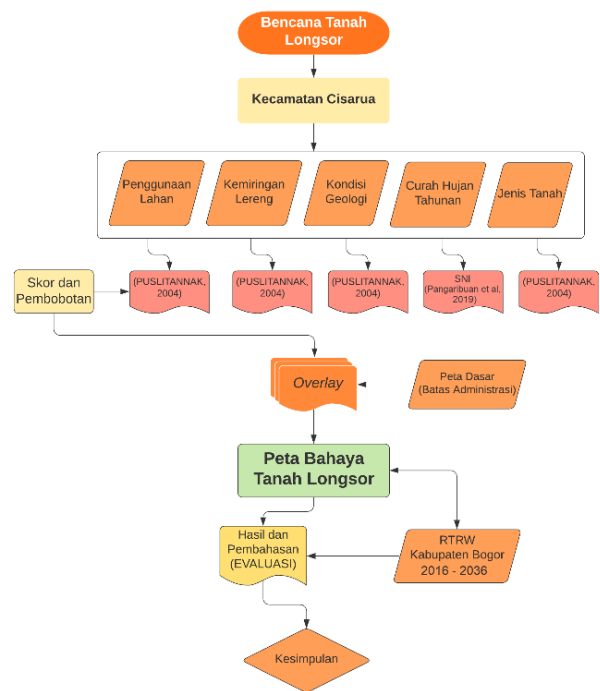 Bencana Tanah
Longsor
Kecamatan Cisarua
Penggunaan
Lahan
Kemiringan
Lereng
Kondisi
Geologi
Curah Hujan
Tahunan
Jenis Tanah
Skor dan
Pembobotan
(PUSLITANNAK,
2004)
(PUSLITANNAK,
2004)
(PUSLITANNAK,
2004)
SNI
(Pangaribuan et al,
2019)
(PUSLITANNAK,
2004)
Overlay
Peta Dasar
(Batas Administrasi)
Peta Bahaya
Tanah Longsor
Hasil dan
Pembahasan
(EVALUASI)
RTRW
Kabupaten Bogor
2016 - 2036
Kesimpulan